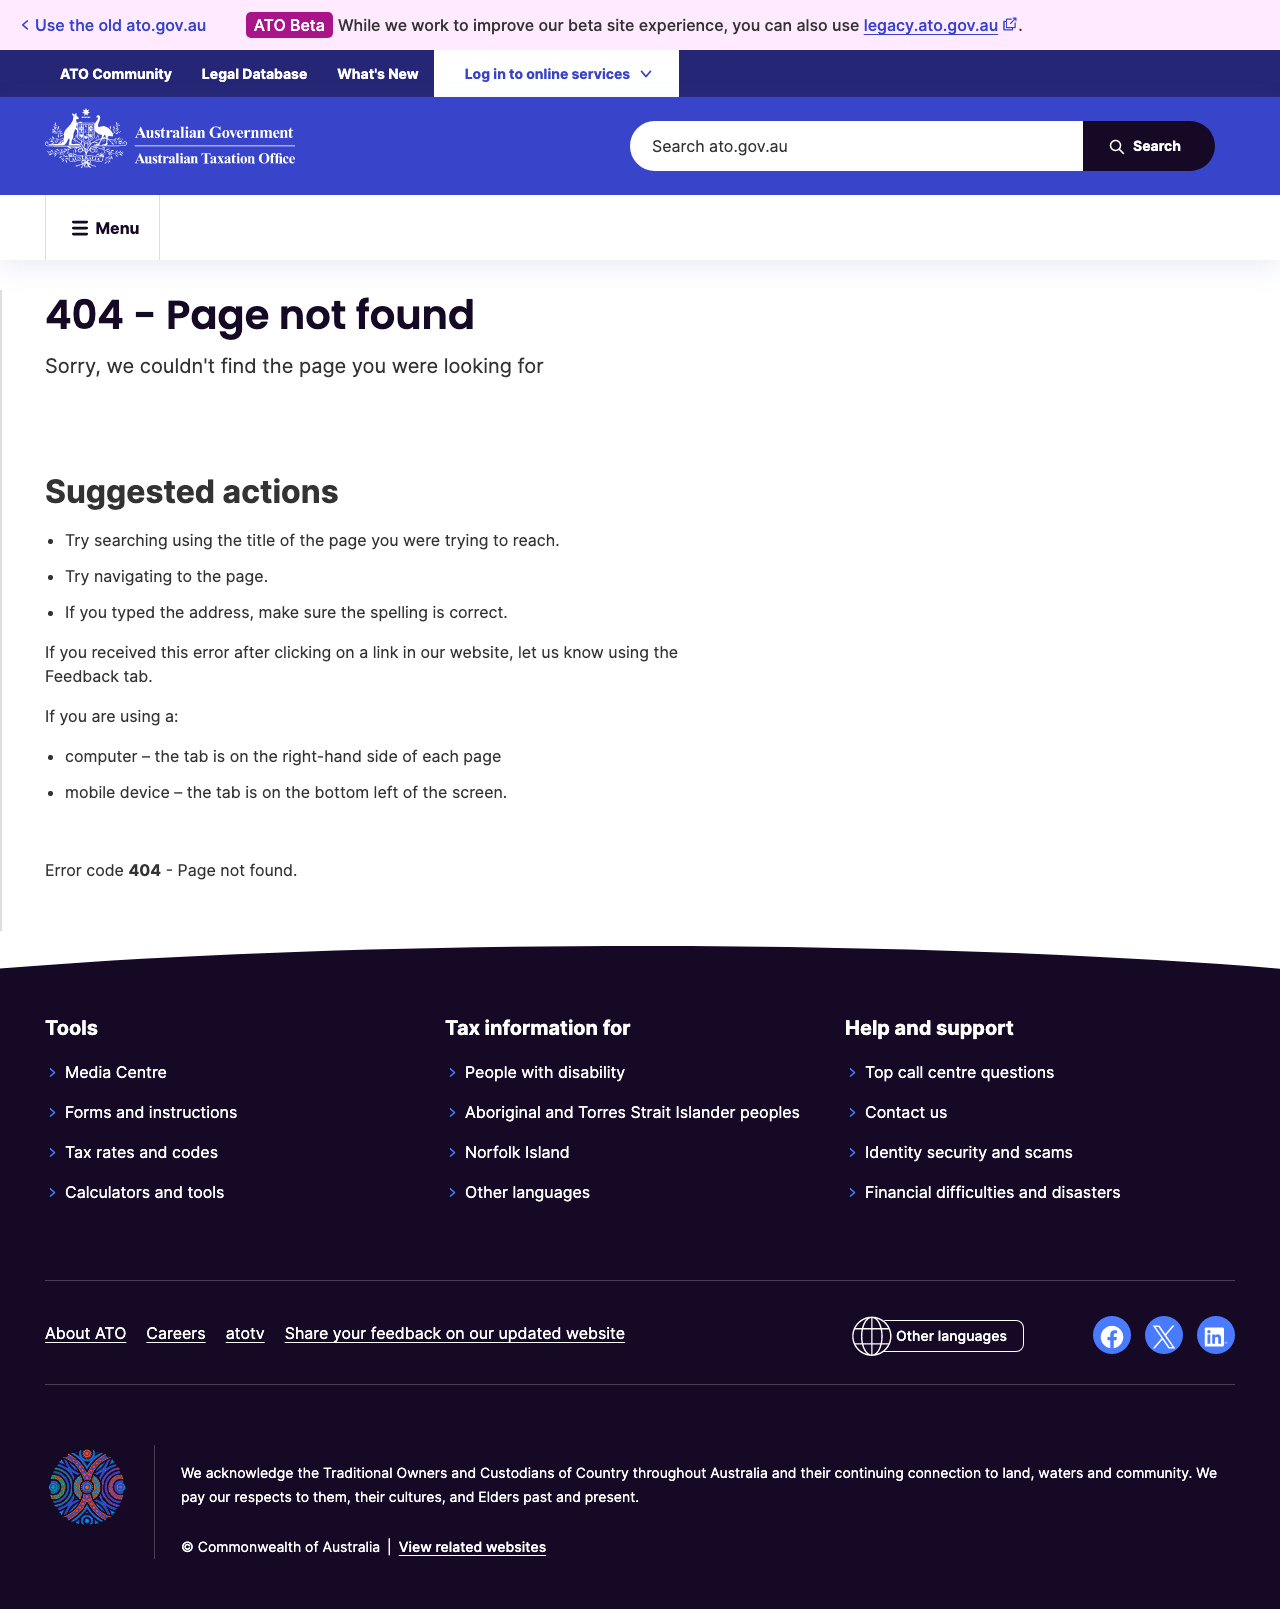 Use the old ato.gov.au
ATO Beta While we work to improve our beta site experience, you can also use legacy.ato.gov.au.
ATO Community Legal Database What's New Log in to online services
Australian Government
Australian Taxation Office
Search ato.gov.au
Search
Menu
404 - Page not found
Sorry, we couldn't find the page you were looking for
Suggested actions
• Try searching using the title of the page you were trying to reach.
• Try navigating to the page.
• If you typed the address, make sure the spelling is correct.
If you received this error after clicking on a link in our website, let us know using the
Feedback tab.
If you are using a:
• computer – the tab is on the right-hand side of each page
• mobile device – the tab is on the bottom left of the screen.
Error code 404 - Page not found.
Tools
Media Centre
Forms and instructions
Tax rates and codes
Calculators and tools
Tax information for
People with disability
Aboriginal and Torres Strait Islander peoples
Norfolk Island
Other languages
Help and support
Top call centre questions
Contact us
Identity security and scams
Financial difficulties and disasters
About ATO Careers atotv Share your feedback on our updated website
Other languages
We acknowledge the Traditional Owners and Custodians of Country throughout Australia and their continuing connection to land, waters and community. We
pay our respects to them, their cultures, and Elders past and present.
© Commonwealth of Australia | View related websites